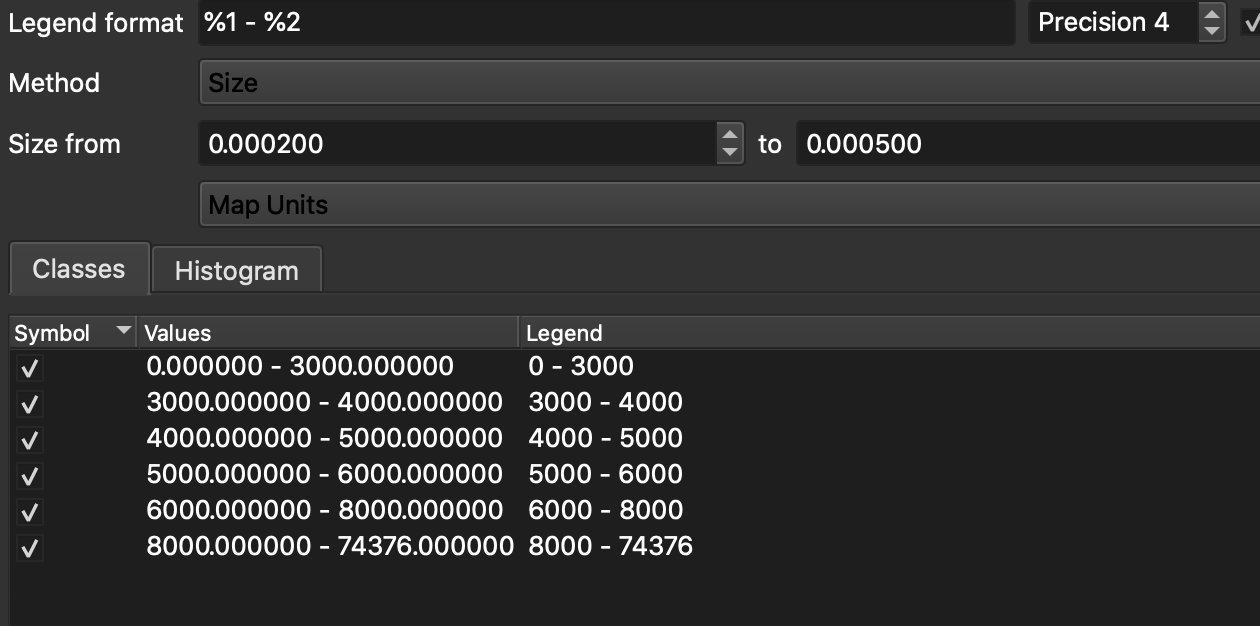 Legend format %1 - %2 Precision 4
Method Size
Size from 0.000200 to 0.000500
Map Units
Classes Histogram
Symbol Values Legend
0.000000 - 3000.000000 0 - 3000
3000.000000 - 4000.000000 3000 - 4000
4000.000000 - 5000.000000 4000 - 5000
5000.000000 - 6000.000000 5000 - 6000
6000.000000 - 8000.000000 6000 - 8000
8000.000000 - 74376.000000 8000 - 74376